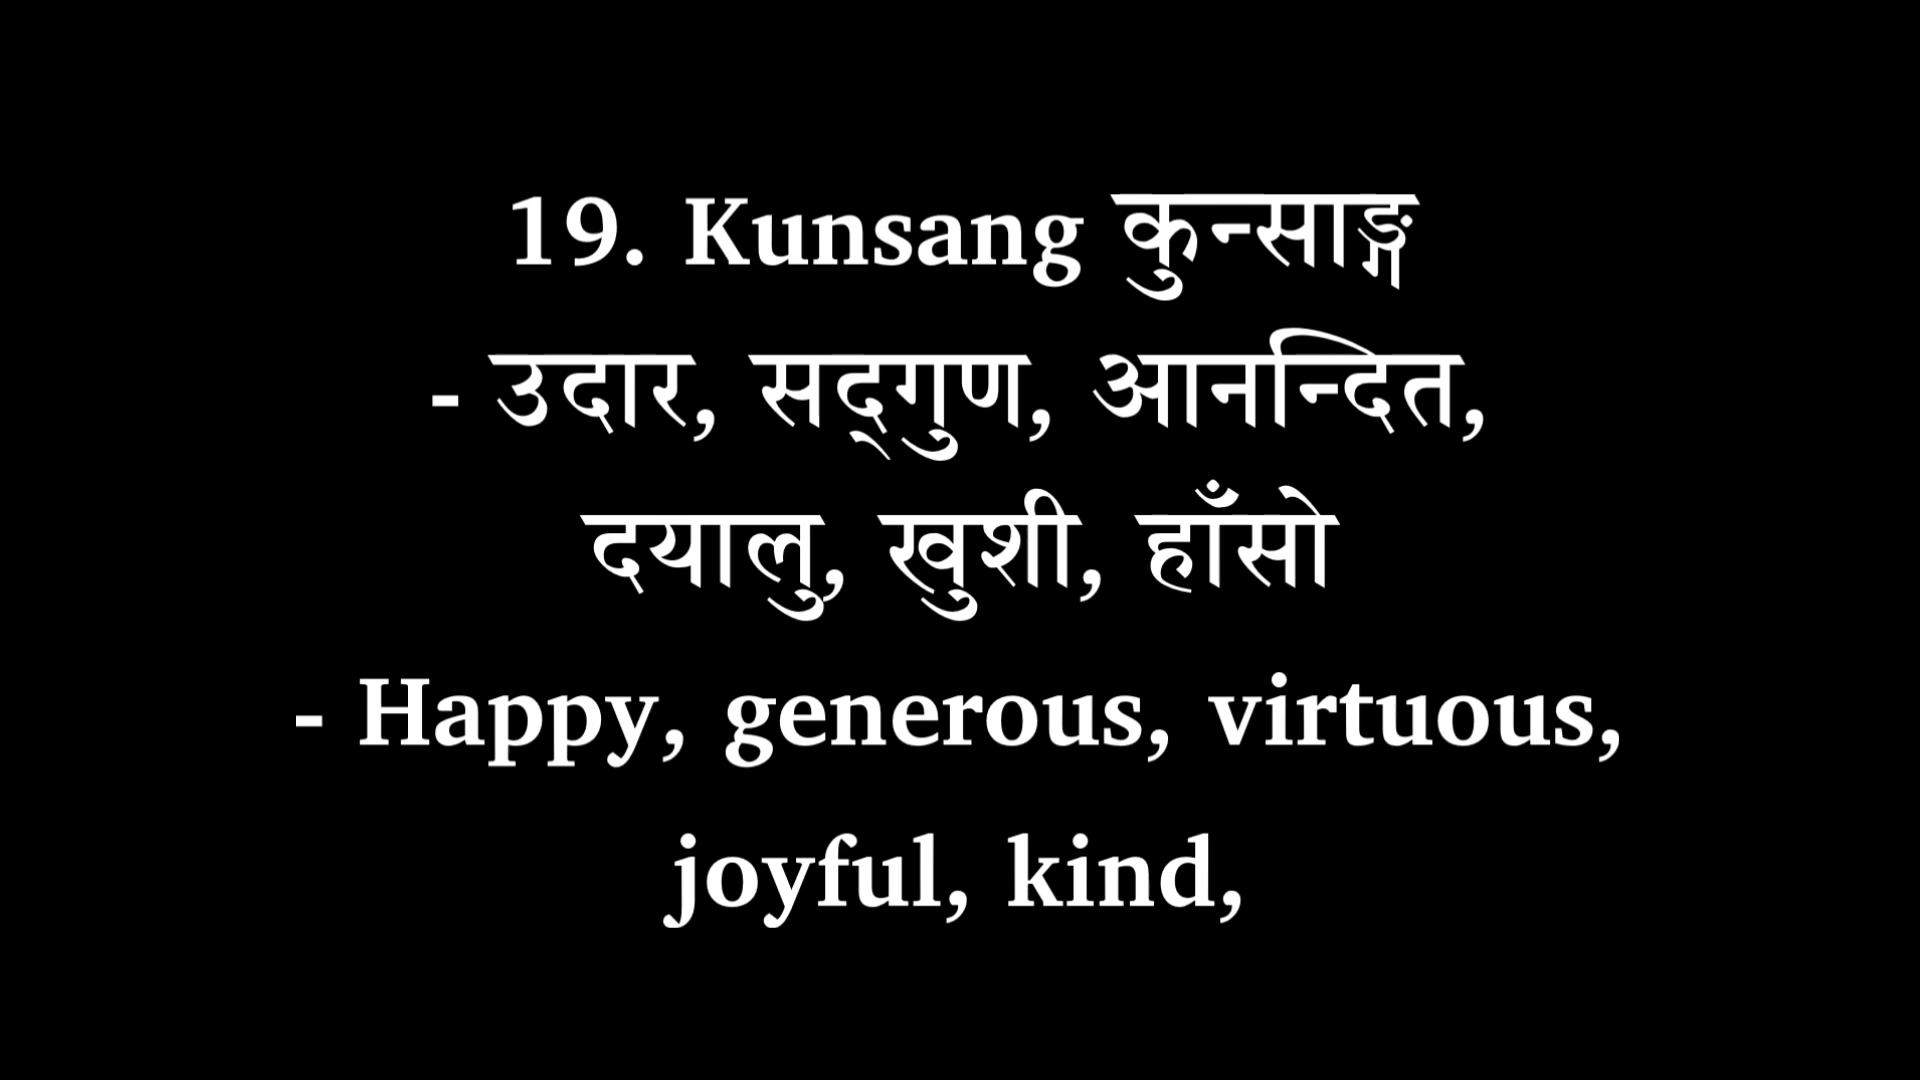 19. Kunsang कुन्साङ्ग
- उदार, सद्‌गुण, आनन्दित,
दयालु, खुशी, हाँसो
- Happy, generous, virtuous,
joyful, kind,